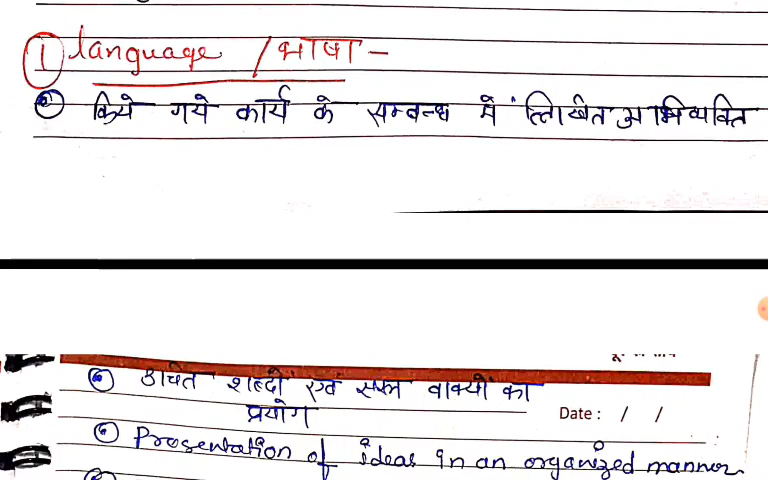 ① language / भाषा –
किये गये कार्य के सम्बन्ध में लिखित अभिव्यक्ति
उचित शब्दों एवं सरल वाक्यों का
प्रयोग
Date : / /
Presentation of ideas in an organized manner